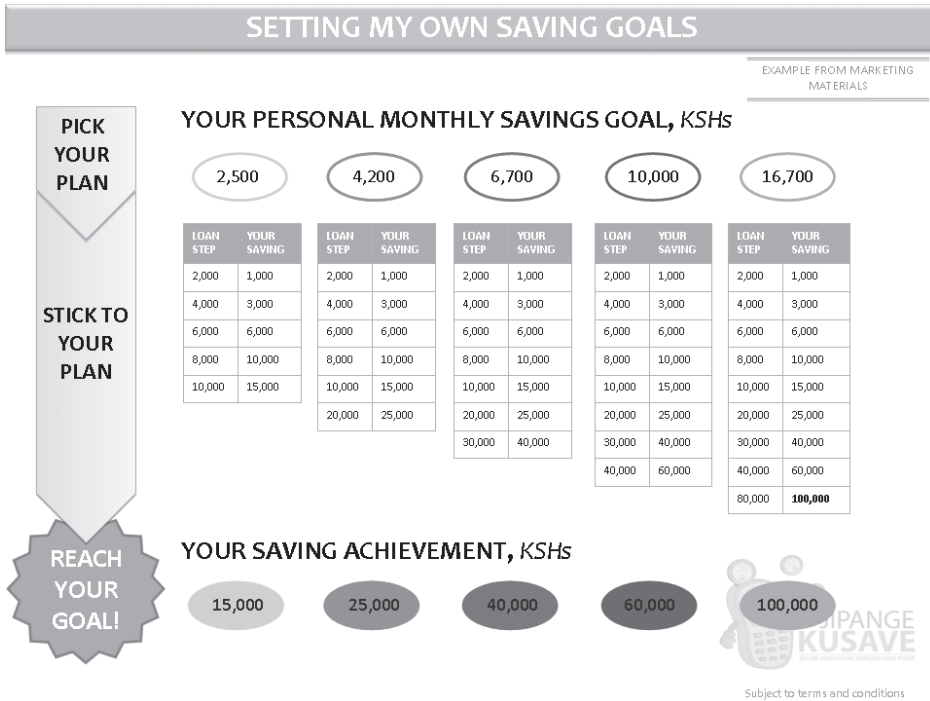 SETTING MY OWN SAVING GOALS
EXAMPLE FROM MARKETING
MATERIALS
PICK
YOUR
PLAN
STICK TO
YOUR
PLAN
REACH
YOUR
GOAL!
YOUR PERSONAL MONTHLY SAVINGS GOAL, KSHs
2,500 4,200 6,700 10,000 16,700
LOAN YOUR LOAN YOUR LOAN YOUR LOAN YOUR LOAN YOUR
STEP SAVING STEP SAVING STEP SAVING STEP SAVING STEP SAVING
2,000 1,000 2,000 1,000 2,000 1,000 2,000 1,000 2,000 1,000
4,000 3,000 4,000 3,000 4,000 3,000 4,000 3,000 4,000 3,000
6,000 6,000 6,000 6,000 6,000 6,000 6,000 6,000 6,000 6,000
8,000 10,000 8,000 10,000 8,000 10,000 8,000 10,000 8,000 10,000
10,000 15,000 10,000 15,000 10,000 15,000 10,000 15,000 10,000 15,000
20,000 25,000 20,000 25,000 20,000 25,000 20,000 25,000
30,000 40,000 30,000 40,000 30,000 40,000
40,000 60,000 40,000 60,000
80,000 100,000
YOUR SAVING ACHIEVEMENT, KSHs
15,000 25,000 40,000 60,000 100,000
JIPANGE
KUSAVE
SECURE YOUR FUTURE THROUGH YOUR PHONE
Subject to terms and conditions